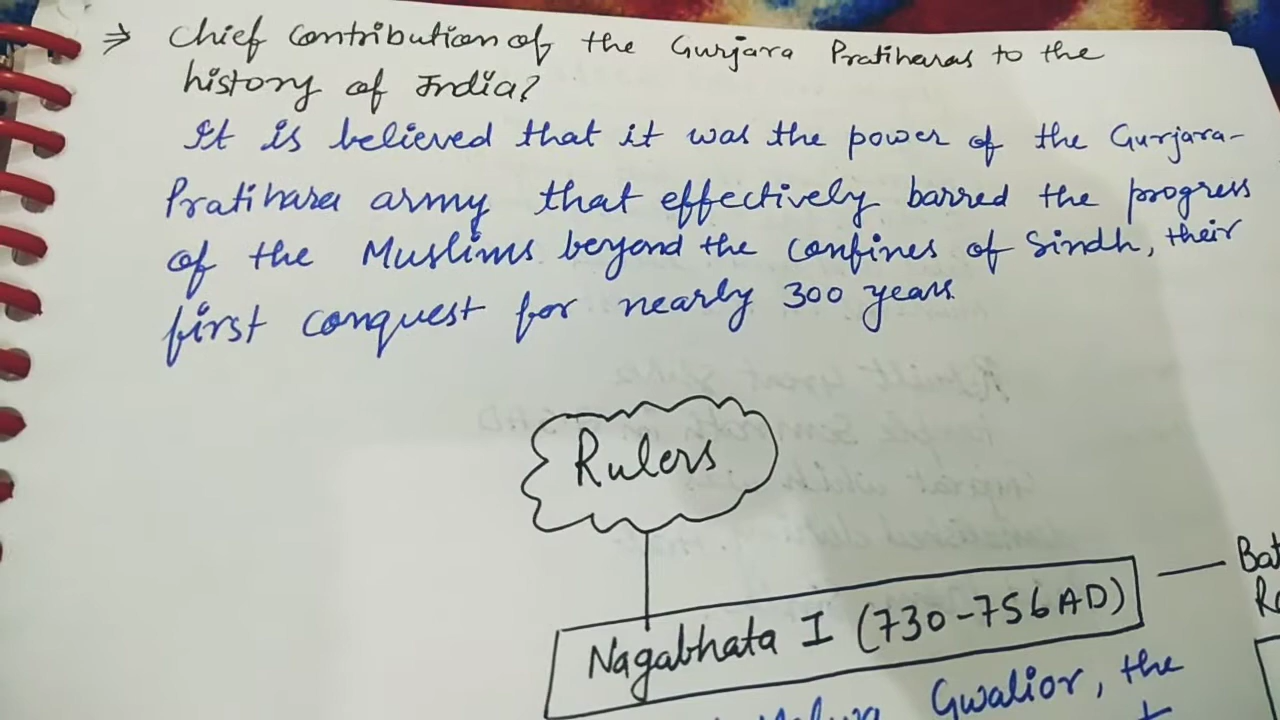 ⇒ Chief Contribution of the Gurjara Pratiharas to the
history of India?
It is believed that it was the power of the Gurjara-
Pratihara army that effectively barred the progress
of the Muslims beyond the confines of Sindh, their
first conquest for nearly 300 years.
Rulers
Nagabhata I (730-756AD)
Gwalior, the